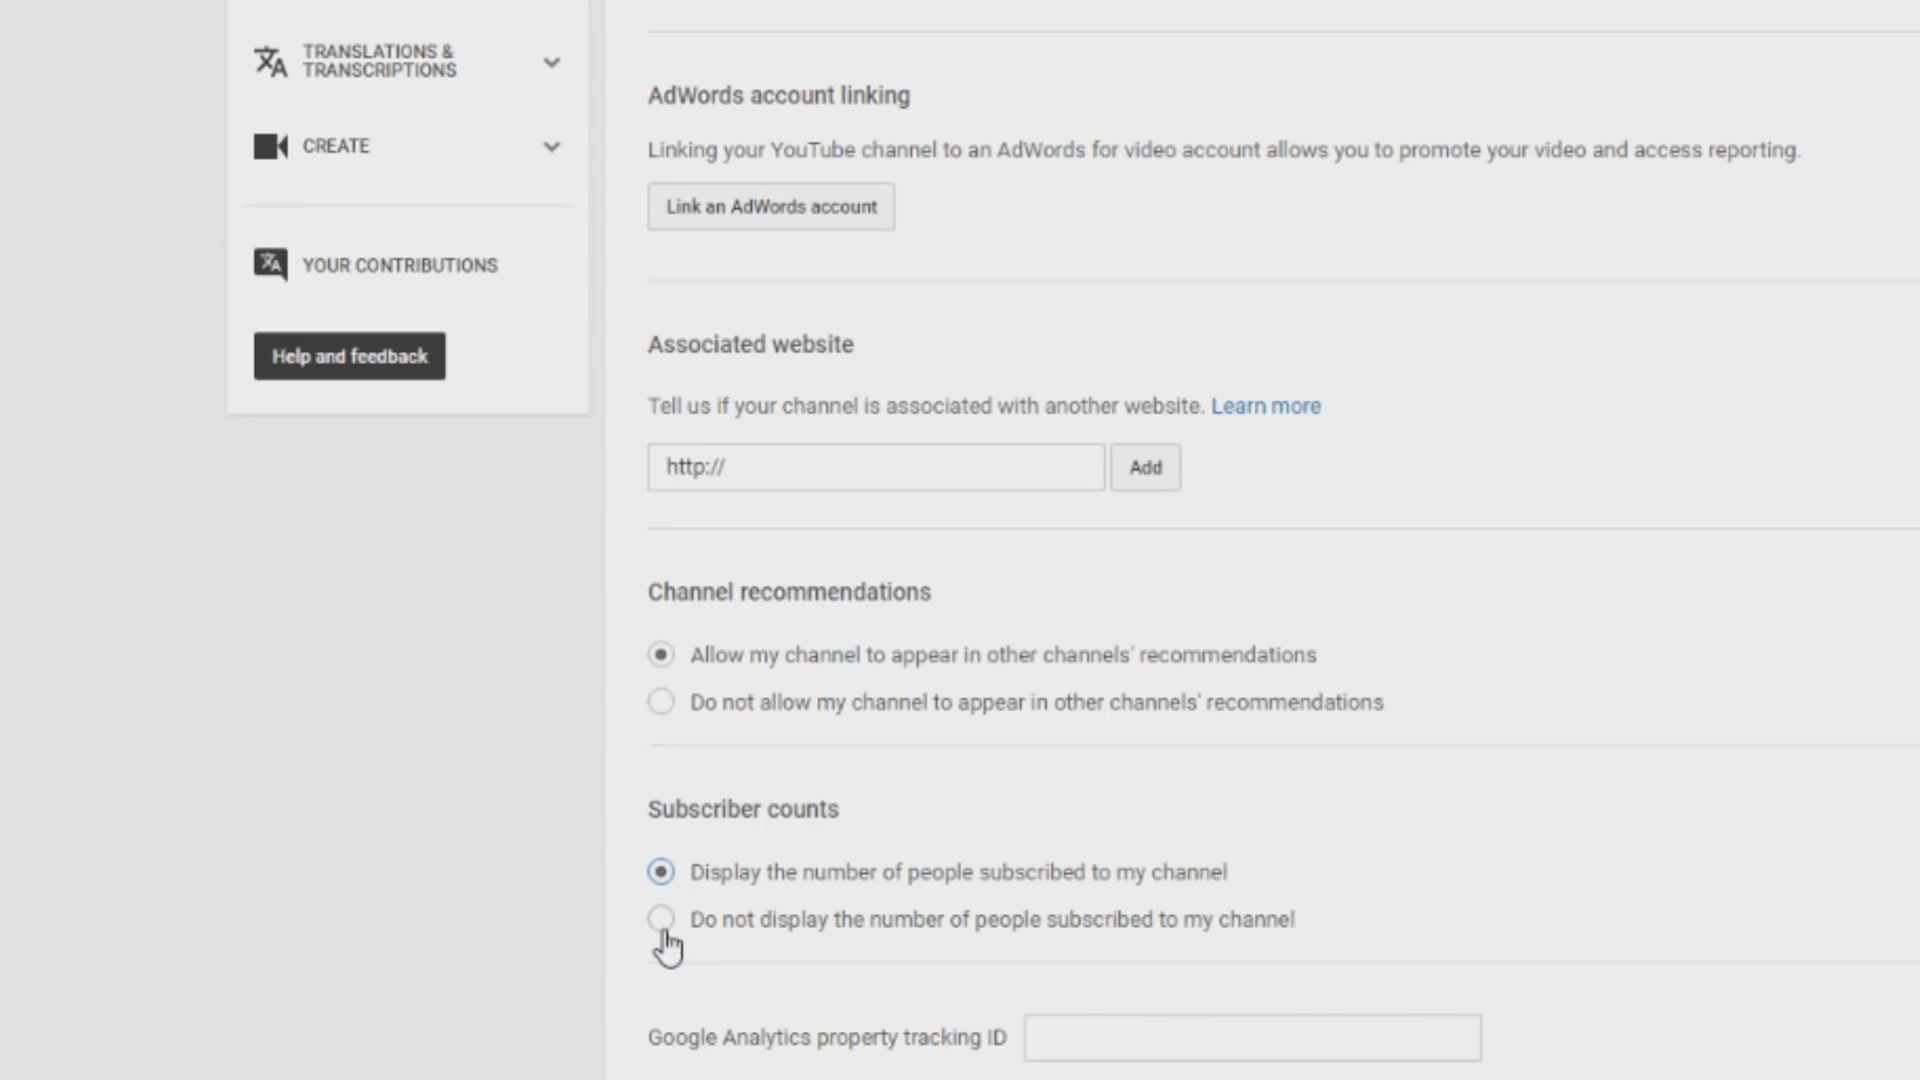 TRANSLATIONS &
TRANSCRIPTIONS
CREATE
YOUR CONTRIBUTIONS
Help and feedback
AdWords account linking
Linking your YouTube channel to an AdWords for video account allows you to promote your video and access reporting.
Link an AdWords account
Associated website
Tell us if your channel is associated with another website. Learn more
http://
Add
Channel recommendations
Allow my channel to appear in other channels' recommendations
Do not allow my channel to appear in other channels' recommendations
Subscriber counts
Display the number of people subscribed to my channel
Do not display the number of people subscribed to my channel
Google Analytics property tracking ID